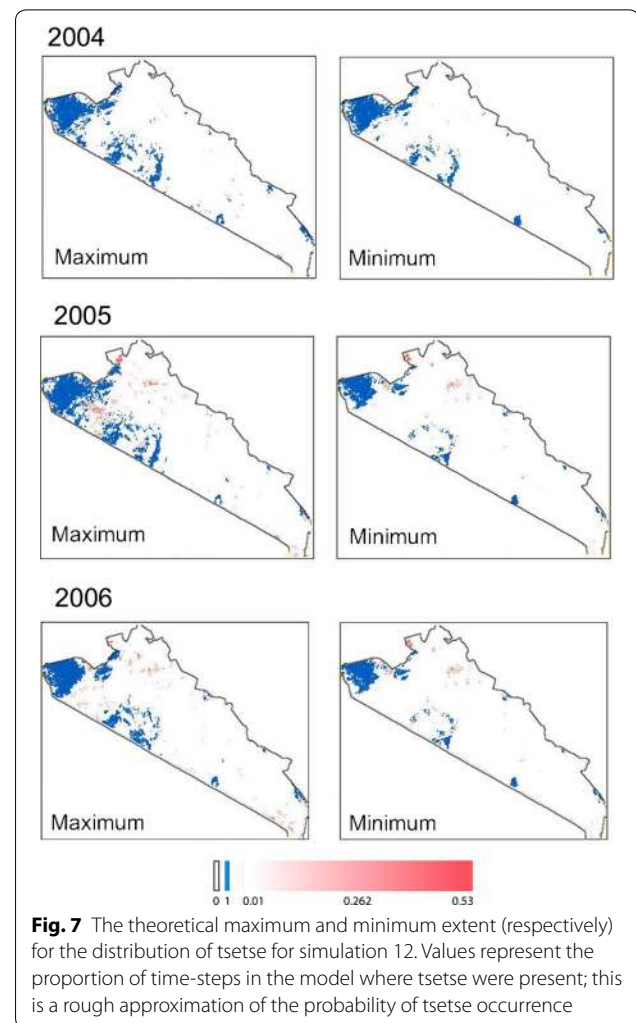 2004
Maximum
Minimum
2005
Maximum
Minimum
2006
Maximum
Minimum
0 1 0.01 0.262 0.53
Fig. 7 The theoretical maximum and minimum extent (respectively)
for the distribution of tsetse for simulation 12. Values represent the
proportion of time-steps in the model where tsetse were present; this
is a rough approximation of the probability of tsetse occurrence